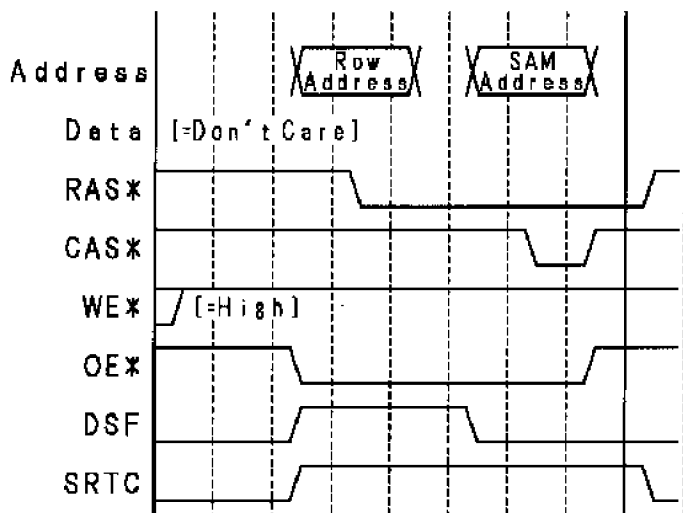 Row SAM
Address Address Address
Data [=Don't Care]
RAS*
CAS*
WE* [=High]
OE*
DSF
SRTC